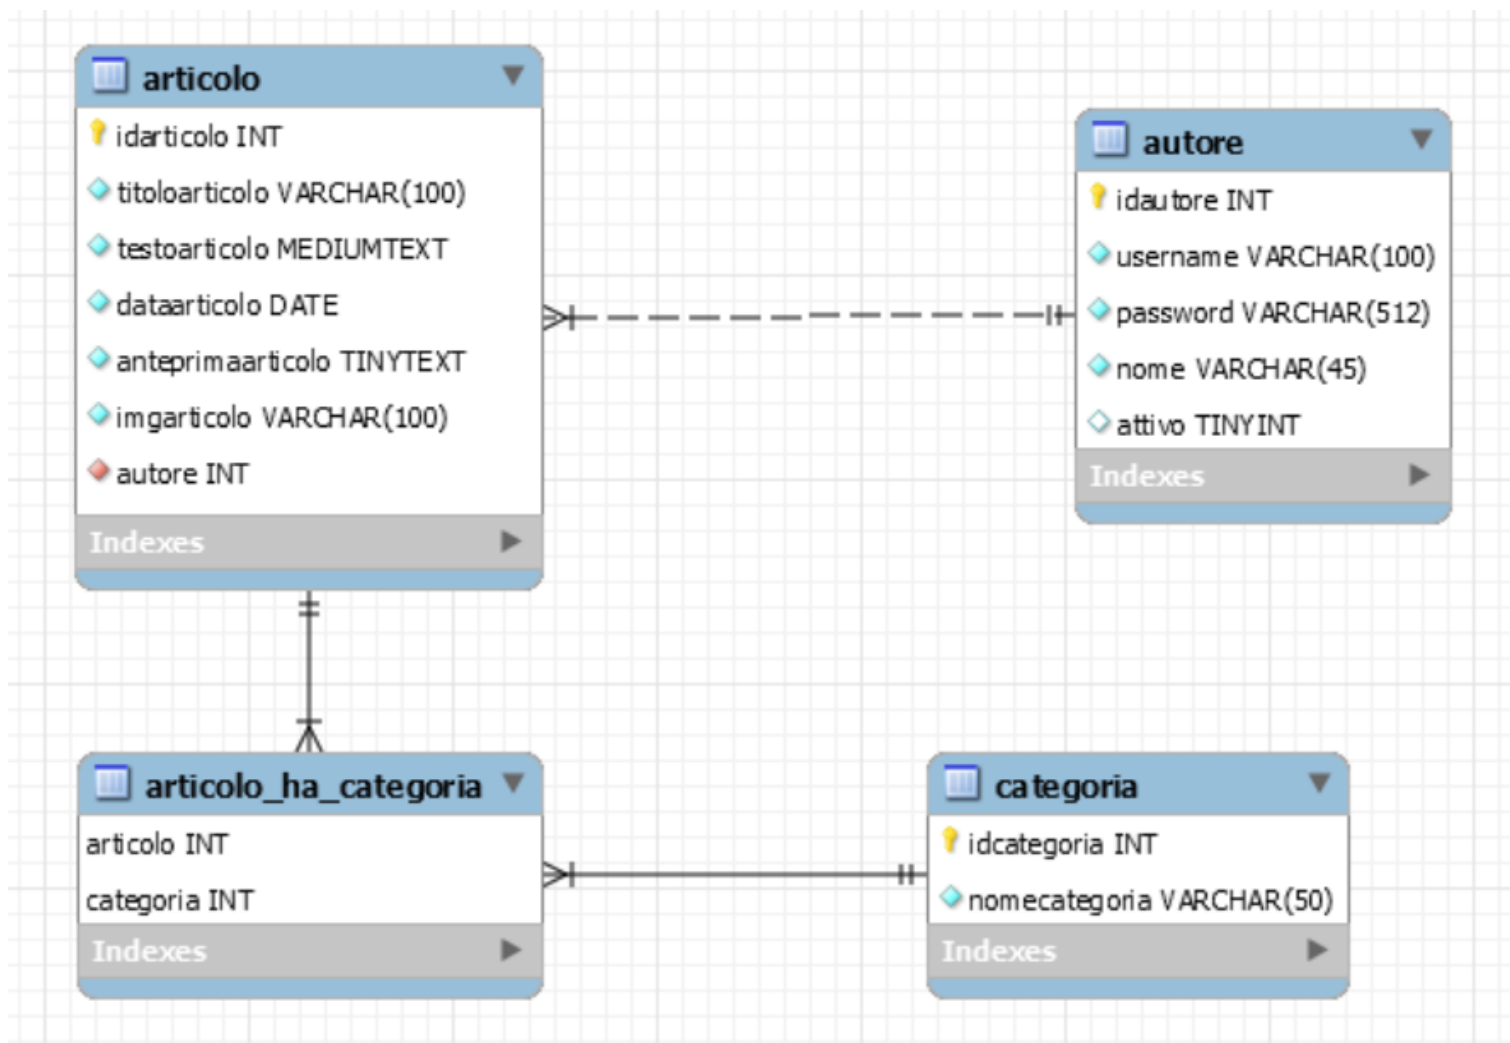 articolo
idarticolo INT
titoloarticolo VARCHAR(100)
testoarticolo MEDIUMTEXT
dataarticolo DATE
anteprimaarticolo TINYTEXT
imgarticolo VARCHAR(100)
autore INT
Indexes
autore
idautore INT
username VARCHAR(100)
password VARCHAR(512)
nome VARCHAR(45)
attivo TINYINT
Indexes
articolo_ha_categoria
articolo INT
categoria INT
Indexes
categoria
idcategoria INT
nomecategoria VARCHAR(50)
Indexes